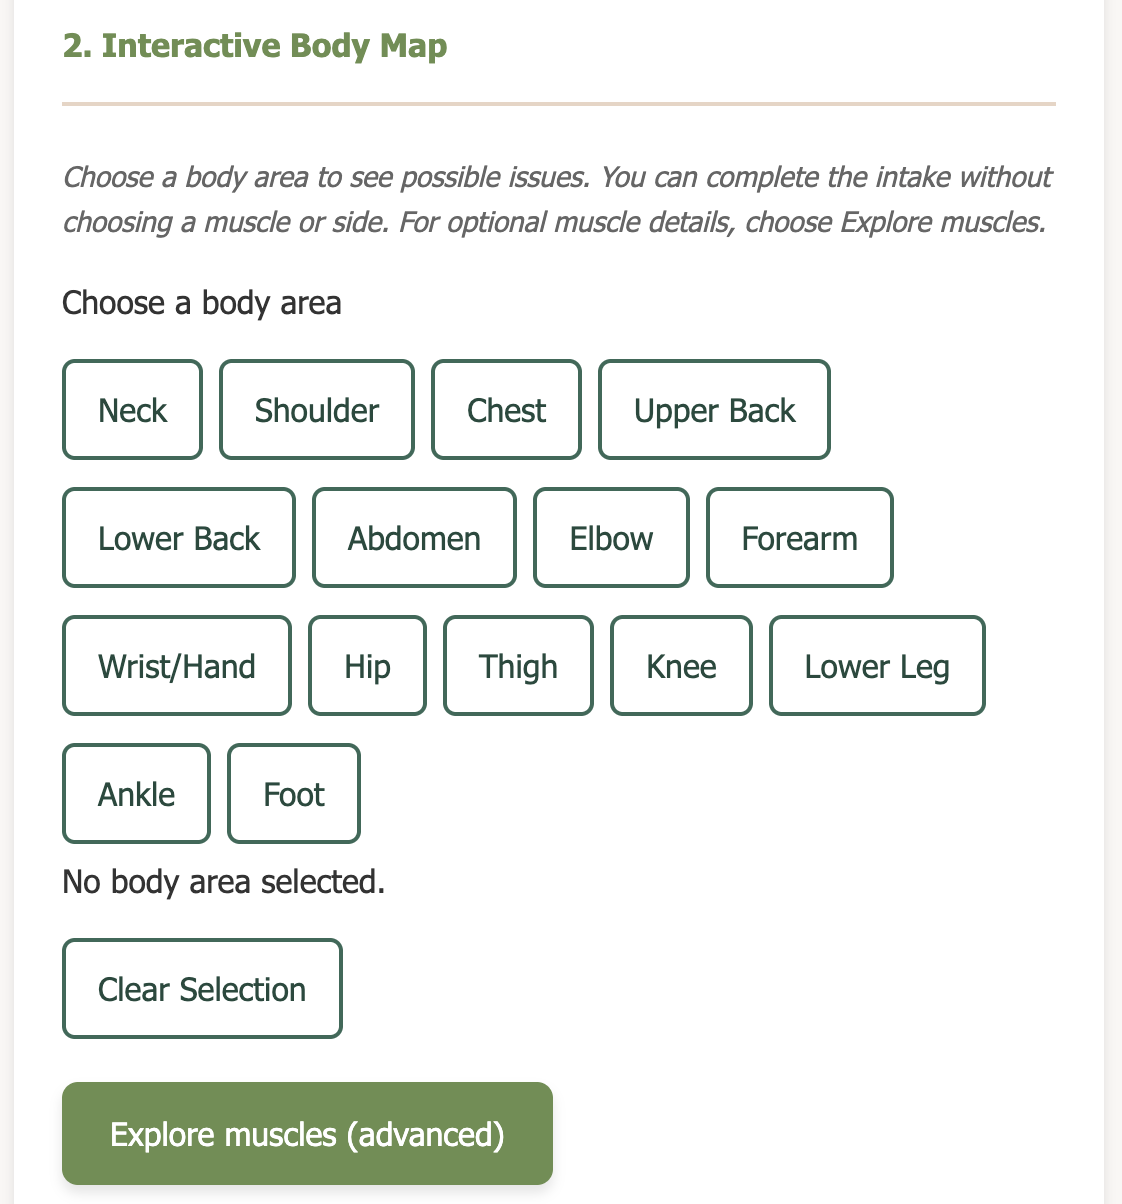 2. Interactive Body Map
Choose a body area to see possible issues. You can complete the intake without
choosing a muscle or side. For optional muscle details, choose Explore muscles.
Choose a body area
Neck Shoulder Chest Upper Back
Lower Back Abdomen Elbow Forearm
Wrist/Hand Hip Thigh Knee Lower Leg
Ankle Foot
No body area selected.
Clear Selection
Explore muscles (advanced)